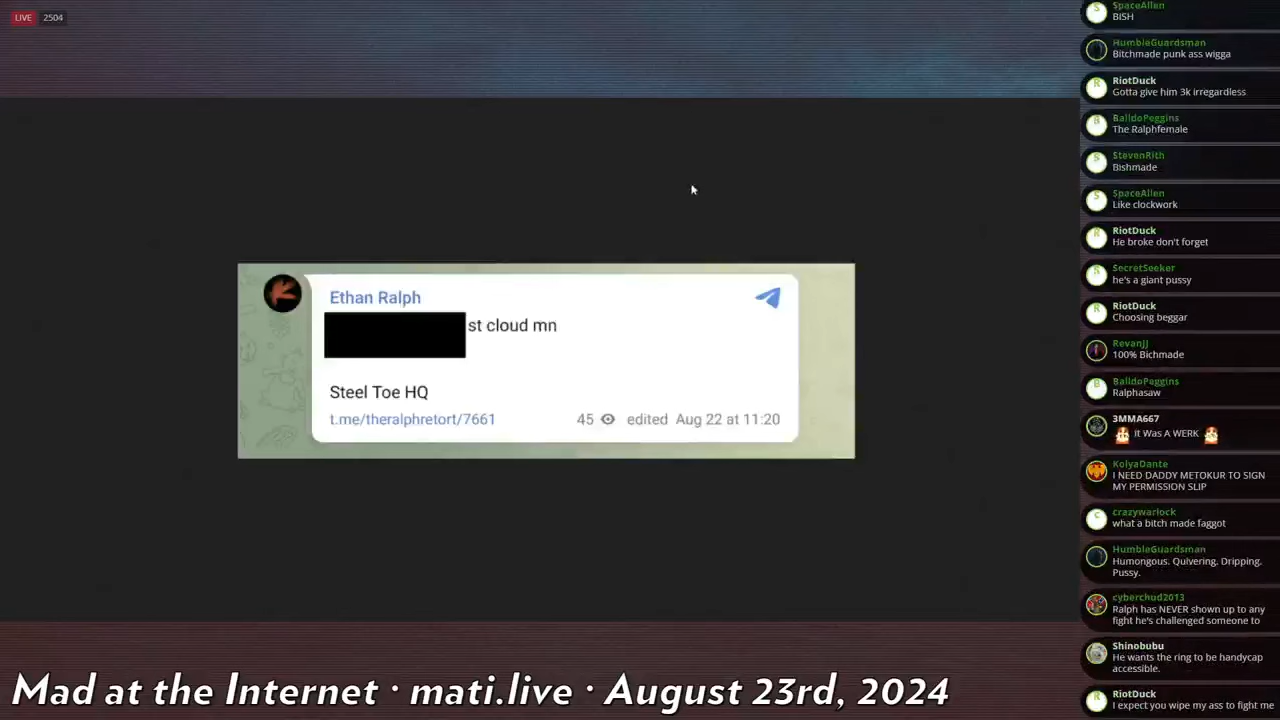 LIVE 2504
Ethan Ralph
st cloud mn
Steel Toe HQ
t.me/theralphretort/7661 45 edited Aug 22 at 11:20
Mad at the Internet · mati.live · August 23rd, 2024
SpaceAllen
BISH
HumbleGuardsman
Bitchmade punk ass wigga
RiotDuck
Gotta give him 3k irregardless
BalldoPeggins
The Ralphfemale
StevenRith
Bishmade
SpaceAllen
Like clockwork
RiotDuck
He broke don't forget
SecretSeeker
he's a giant pussy
RiotDuck
Choosing beggar
RevanJJ
100% Bichmade
BalldoPeggins
Ralphasaw
3MMA667
It Was A WERK
KolyaDante
I NEED DADDY METOKUR TO SIGN
MY PERMISSION SLIP
crazywarlock
what a bitch made faggot
HumbleGuardsman
Humongous. Quivering. Dripping.
Pussy.
cyberchud2013
Ralph has NEVER shown up to any
fight he's challenged someone to
Shinobubu
He wants the ring to be handycap
accessible.
RiotDuck
I expect you wipe my ass to fight me